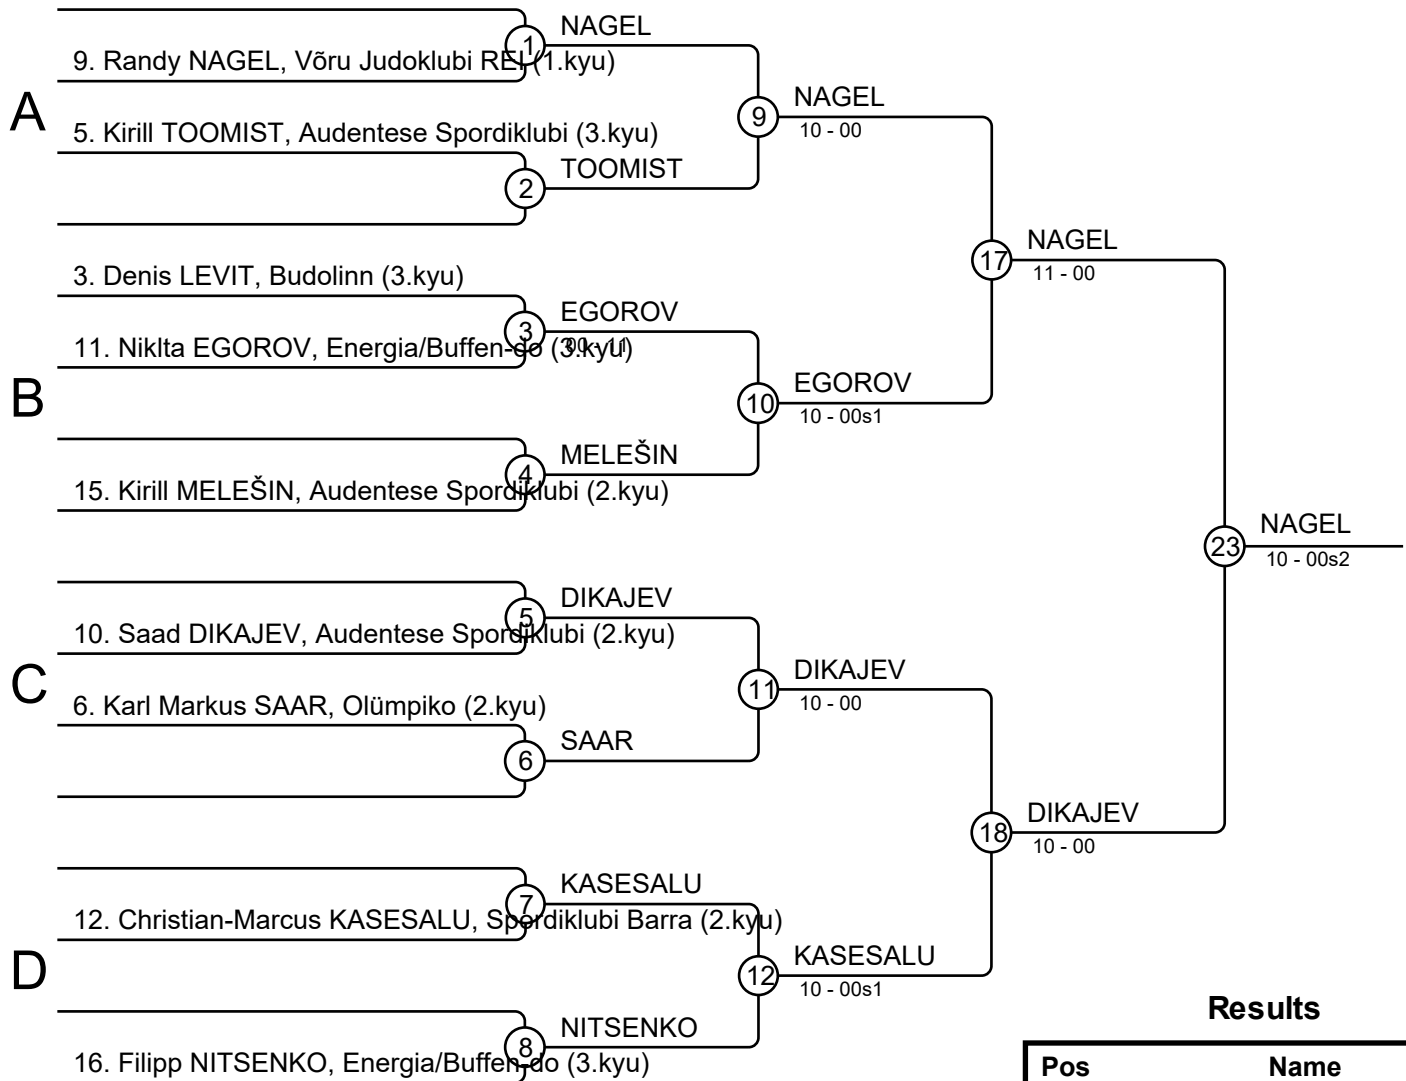 A
9. Randy NAGEL, Võru Judoklubi REI (1.kyu)
1
NAGEL
5. Kirill TOOMIST, Audentese Spordiklubi (3.kyu)
2
TOOMIST
9
NAGEL
10 - 00
B
3. Denis LEVIT, Budolinn (3.kyu)
11. NikIta EGOROV, Energia/Buffen-do (3.kyu)
3
EGOROV
00 - 11
15. Kirill MELEŠIN, Audentese Spordiklubi (2.kyu)
4
MELEŠIN
10
EGOROV
10 - 00s1
17
NAGEL
11 - 00
C
10. Saad DIKAJEV, Audentese Spordiklubi (2.kyu)
5
DIKAJEV
6. Karl Markus SAAR, Olümpiko (2.kyu)
6
SAAR
11
DIKAJEV
10 - 00
D
12. Christian-Marcus KASESALU, Spordiklubi Barra (2.kyu)
7
KASESALU
16. Filipp NITSENKO, Energia/Buffen-do (3.kyu)
8
NITSENKO
12
KASESALU
10 - 00s1
18
DIKAJEV
10 - 00
23
NAGEL
10 - 00s2
Results
Pos Name